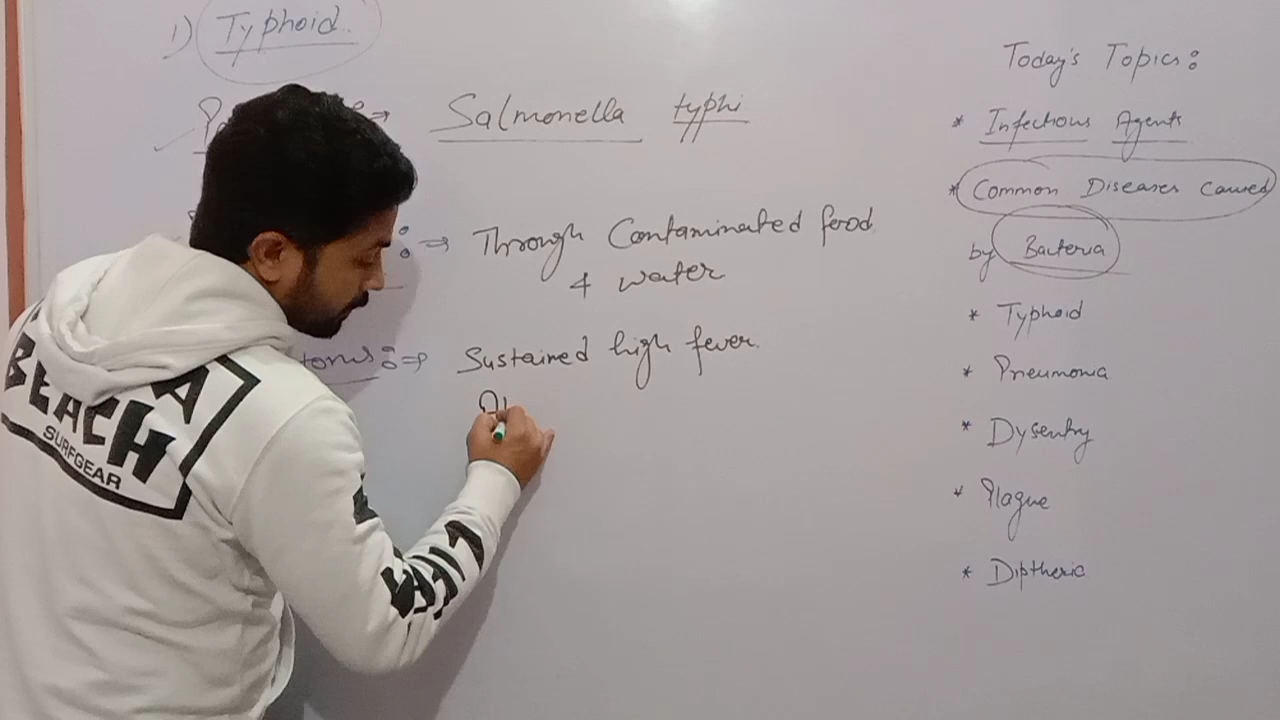 1) Typhoid.
⇒ Salmonella typhi
: ⇒ Through Contaminated food
& water
toms : ⇒ Sustained high fever.
Today's Topics :
* Infectious Agents
* Common Diseases Caused
by Bacteria
* Typhoid
* Pneumonia
* Dysentry
* Plague
* Diptheria
BEACH
SURFGEAR